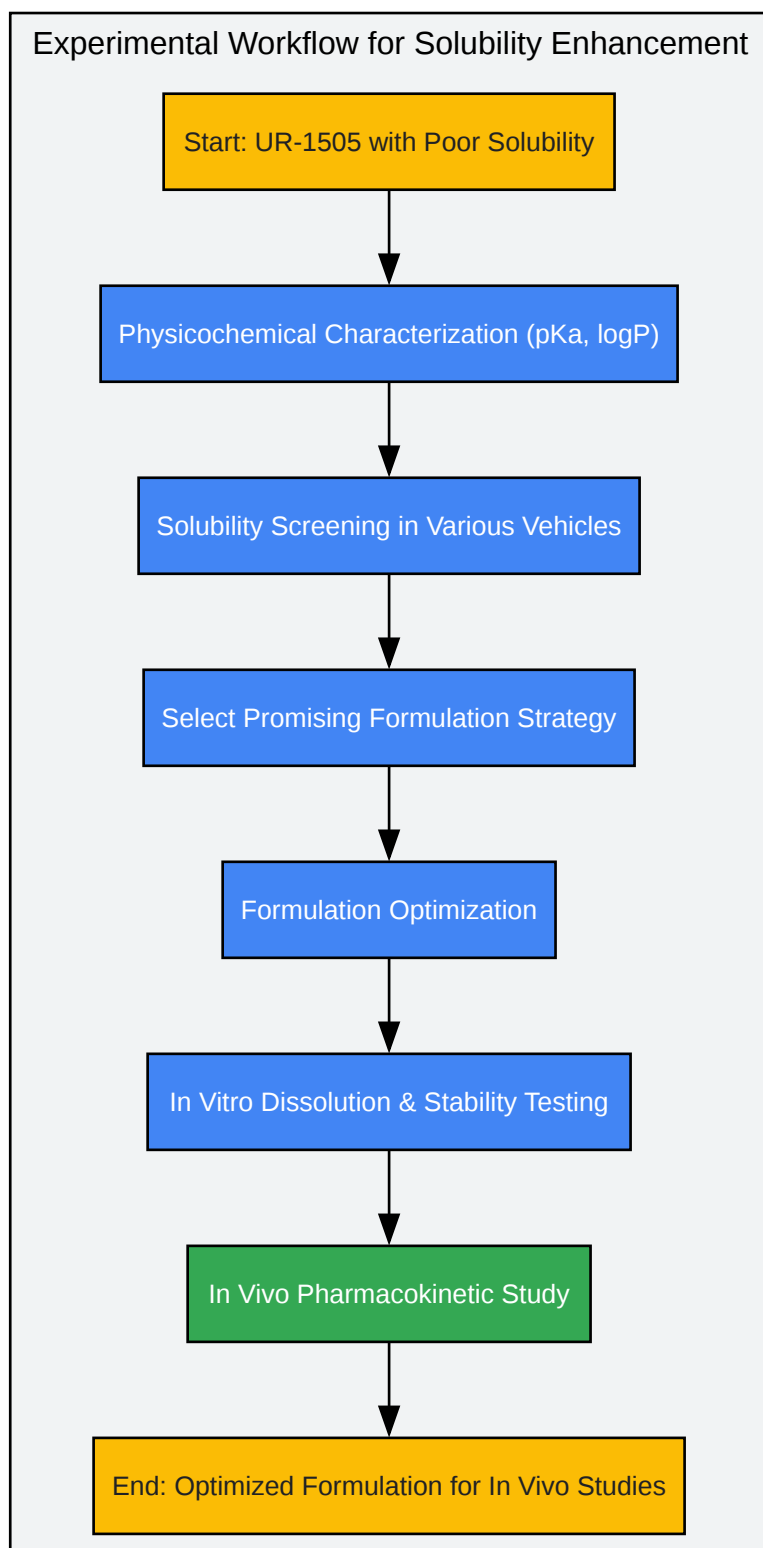 Experimental Workflow for Solubility Enhancement
Start: UR-1505 with Poor Solubility
Physicochemical Characterization (pKa, logP)
Solubility Screening in Various Vehicles
Select Promising Formulation Strategy
Formulation Optimization
In Vitro Dissolution & Stability Testing
In Vivo Pharmacokinetic Study
End: Optimized Formulation for In Vivo Studies